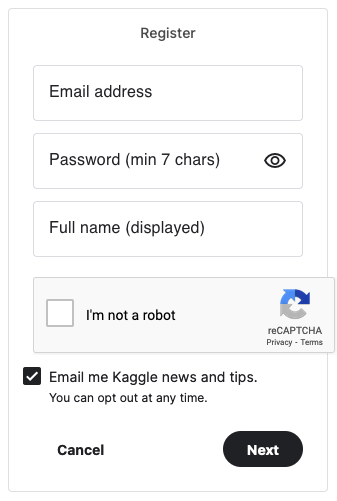 Register
Email address
Password (min 7 chars)
Full name (displayed)
I'm not a robot
reCAPTCHA
Privacy - Terms
Email me Kaggle news and tips.
You can opt out at any time.
Cancel
Next